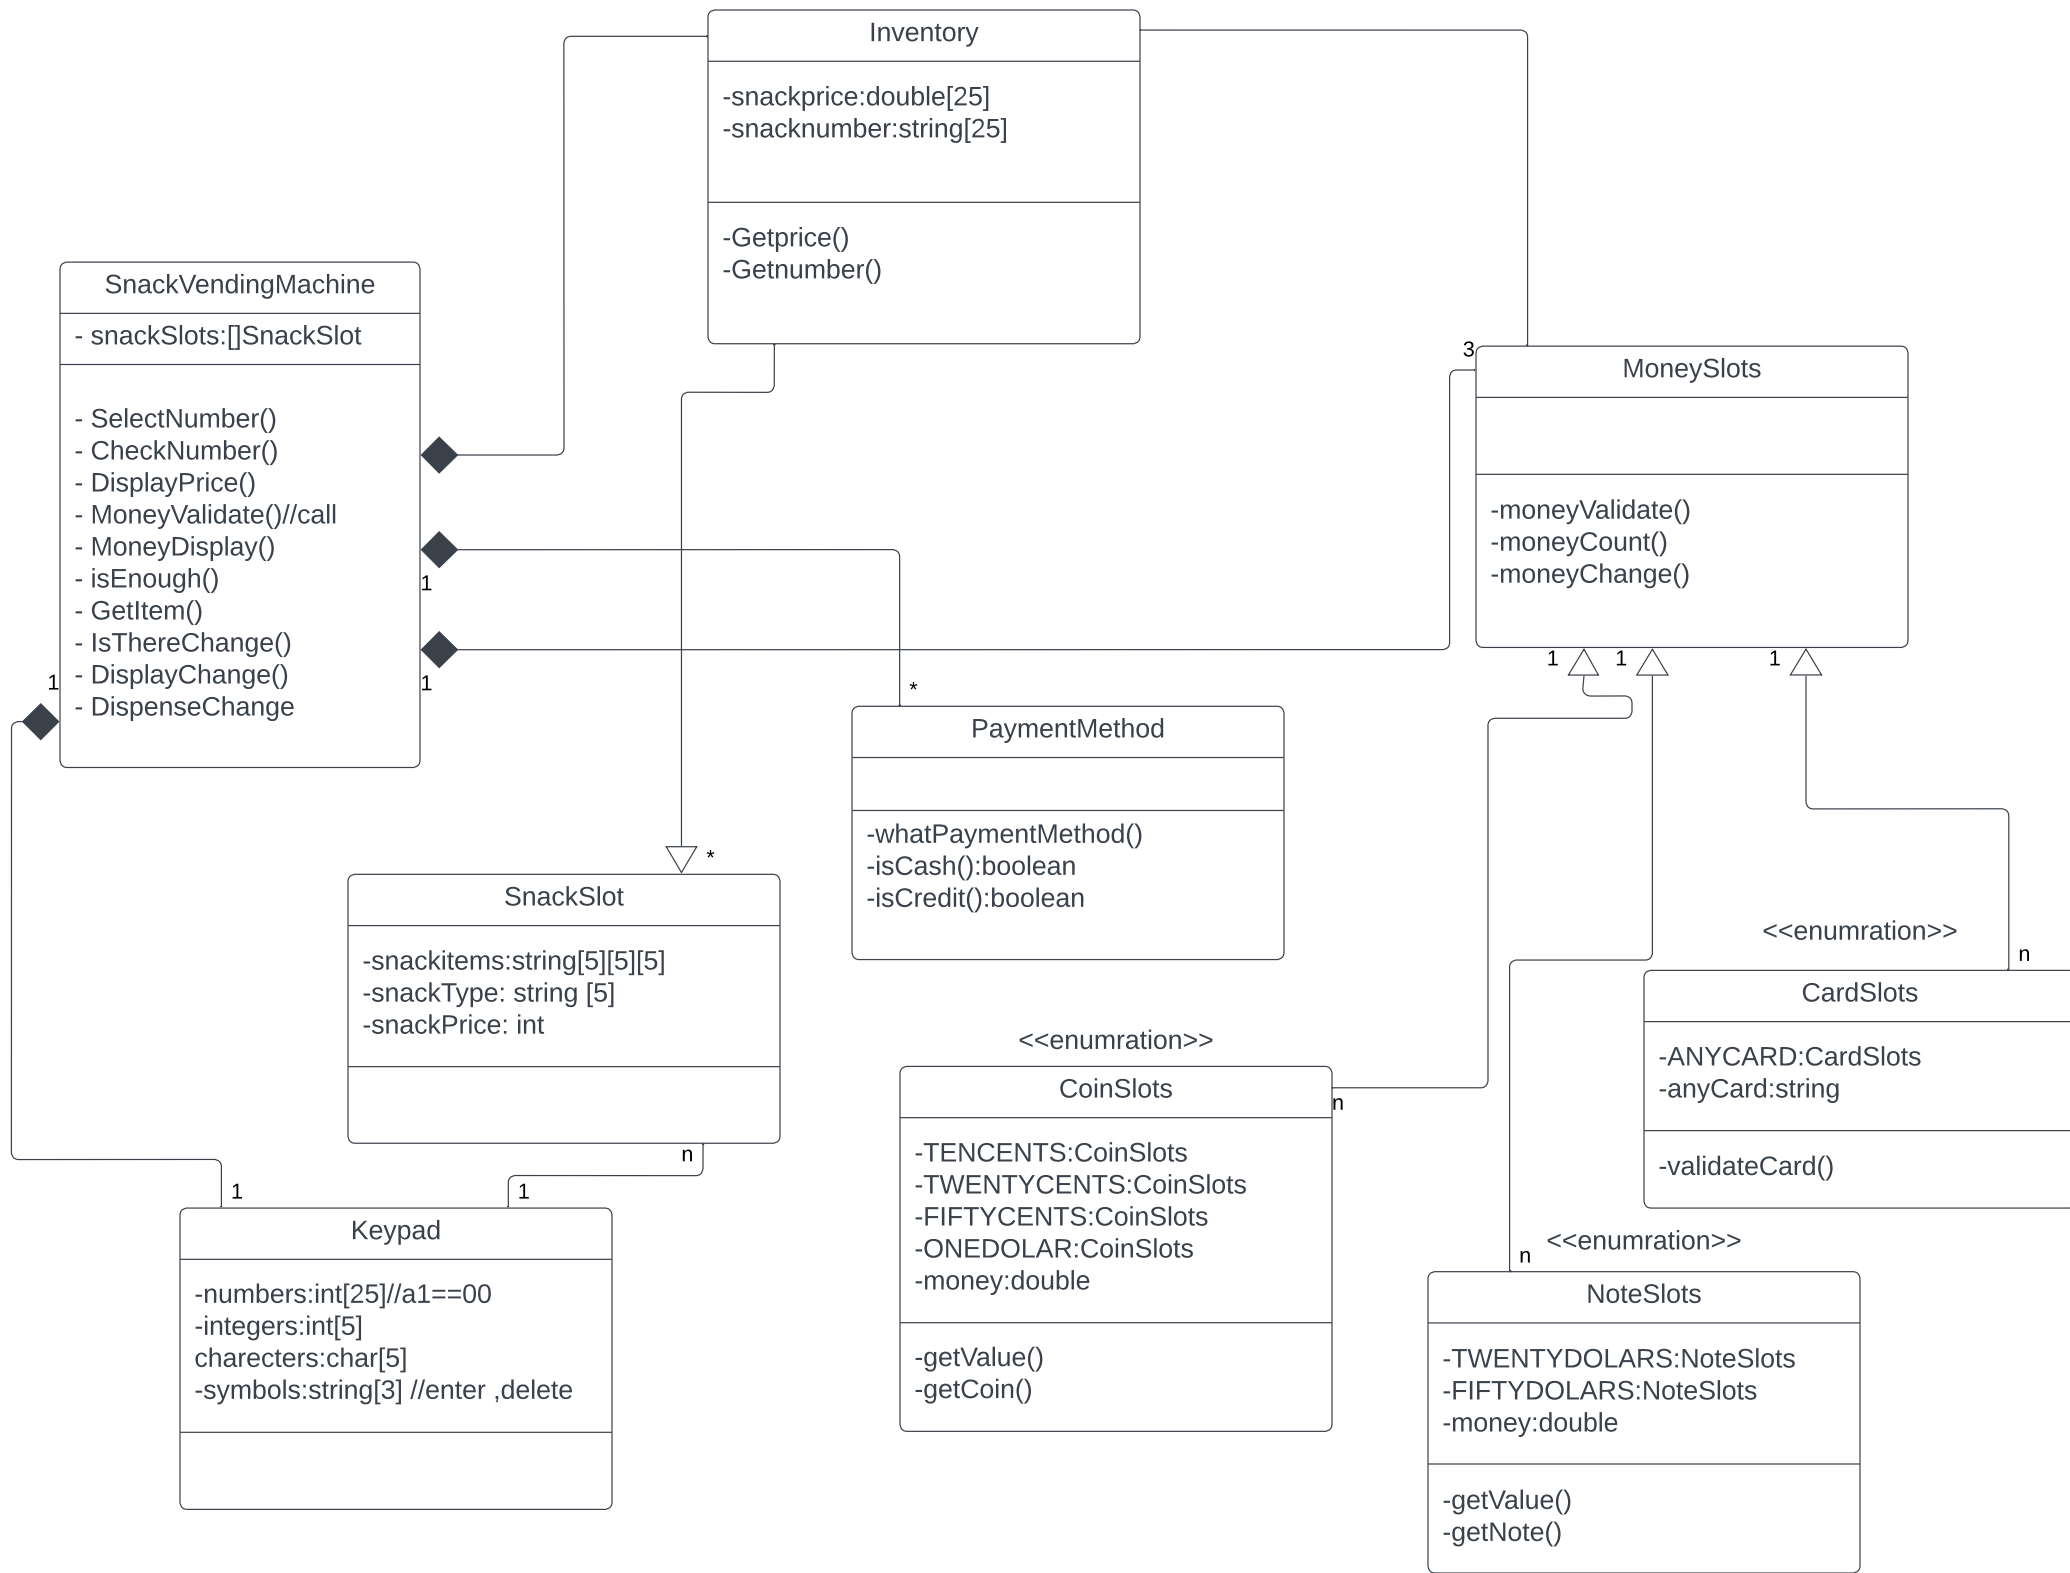 Inventory
-snackprice:double[25]
-snacknumber:string[25]
-Getprice()
-Getnumber()
SnackVendingMachine
- snackSlots:[]SnackSlot
- SelectNumber()
- CheckNumber()
- DisplayPrice()
- MoneyValidate()//call
- MoneyDisplay()
- isEnough()
- GetItem()
- IsThereChange()
- DisplayChange()
- DispenseChange
1
1
1
3
MoneySlots
-moneyValidate()
-moneyCount()
-moneyChange()
1
1
1
*
PaymentMethod
-whatPaymentMethod()
-isCash():boolean
-isCredit():boolean
*
SnackSlot
-snackitems:string[5][5][5]
-snackType: string [5]
-snackPrice: int
n
<<enumration>>
n
CardSlots
-ANYCARD:CardSlots
-anyCard:string
-validateCard()
<<enumration>>
CoinSlots
n
-TENCENTS:CoinSlots
-TWENTYCENTS:CoinSlots
-FIFTYCENTS:CoinSlots
-ONEDOLAR:CoinSlots
-money:double
-getValue()
-getCoin()
1
1
Keypad
-numbers:int[25]//a1==00
-integers:int[5]
charecters:char[5]
-symbols:string[3] //enter ,delete
<<enumration>>
n
NoteSlots
-TWENTYDOLARS:NoteSlots
-FIFTYDOLARS:NoteSlots
-money:double
-getValue()
-getNote()